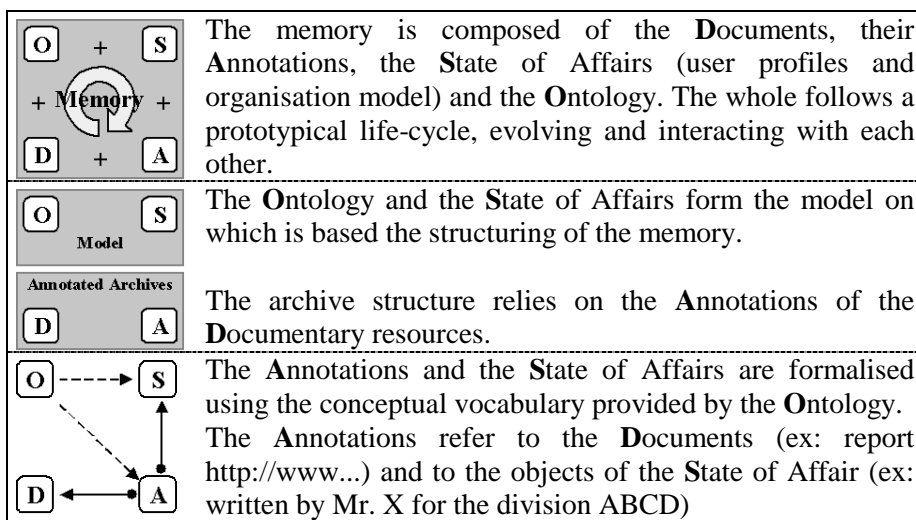 O + S
+ Memory +
D + A
The memory is composed of the Documents, their
Annotations, the State of Affairs (user profiles and
organisation model) and the Ontology. The whole follows a
prototypical life-cycle, evolving and interacting with each
other.
O S
Model
The Ontology and the State of Affairs form the model on
which is based the structuring of the memory.
Annotated Archives
D A
The archive structure relies on the Annotations of the
Documentary resources.
O S
D A
The Annotations and the State of Affairs are formalised
using the conceptual vocabulary provided by the Ontology.
The Annotations refer to the Documents (ex: report
http://www...) and to the objects of the State of Affair (ex:
written by Mr. X for the division ABCD)